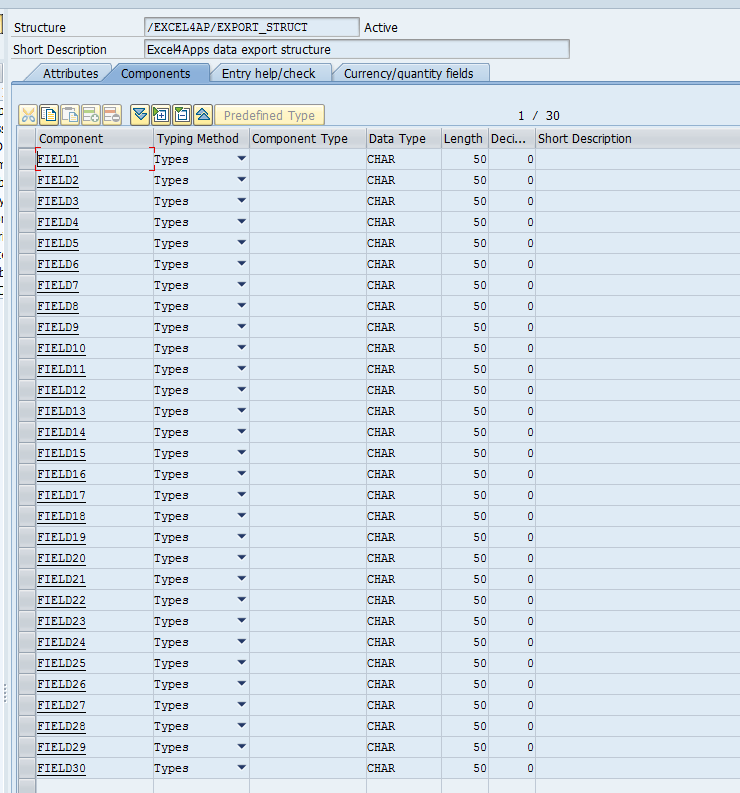 Structure /EXCEL4AP/EXPORT_STRUCT Active
Short Description Excel4Apps data export structure
Attributes Components Entry help/check Currency/quantity fields
Predefined Type 1 / 30
Component Typing Method Component Type Data Type Length Deci... Short Description
FIELD1 Types CHAR 50 0
FIELD2 Types CHAR 50 0
FIELD3 Types CHAR 50 0
FIELD4 Types CHAR 50 0
FIELD5 Types CHAR 50 0
FIELD6 Types CHAR 50 0
FIELD7 Types CHAR 50 0
FIELD8 Types CHAR 50 0
FIELD9 Types CHAR 50 0
FIELD10 Types CHAR 50 0
FIELD11 Types CHAR 50 0
FIELD12 Types CHAR 50 0
FIELD13 Types CHAR 50 0
FIELD14 Types CHAR 50 0
FIELD15 Types CHAR 50 0
FIELD16 Types CHAR 50 0
FIELD17 Types CHAR 50 0
FIELD18 Types CHAR 50 0
FIELD19 Types CHAR 50 0
FIELD20 Types CHAR 50 0
FIELD21 Types CHAR 50 0
FIELD22 Types CHAR 50 0
FIELD23 Types CHAR 50 0
FIELD24 Types CHAR 50 0
FIELD25 Types CHAR 50 0
FIELD26 Types CHAR 50 0
FIELD27 Types CHAR 50 0
FIELD28 Types CHAR 50 0
FIELD29 Types CHAR 50 0
FIELD30 Types CHAR 50 0